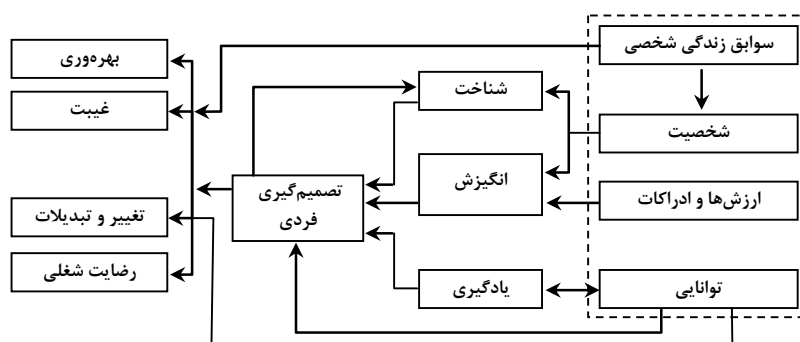 سوابق زندگی شخصی
شخصیت
ارزش‌ها و ادراکات
توانایی
شناخت
انگیزش
یادگیری
تصمیم‌گیری
فردی
بهره‌وری
غیبت
تغییر و تبدیلات
رضایت شغلی